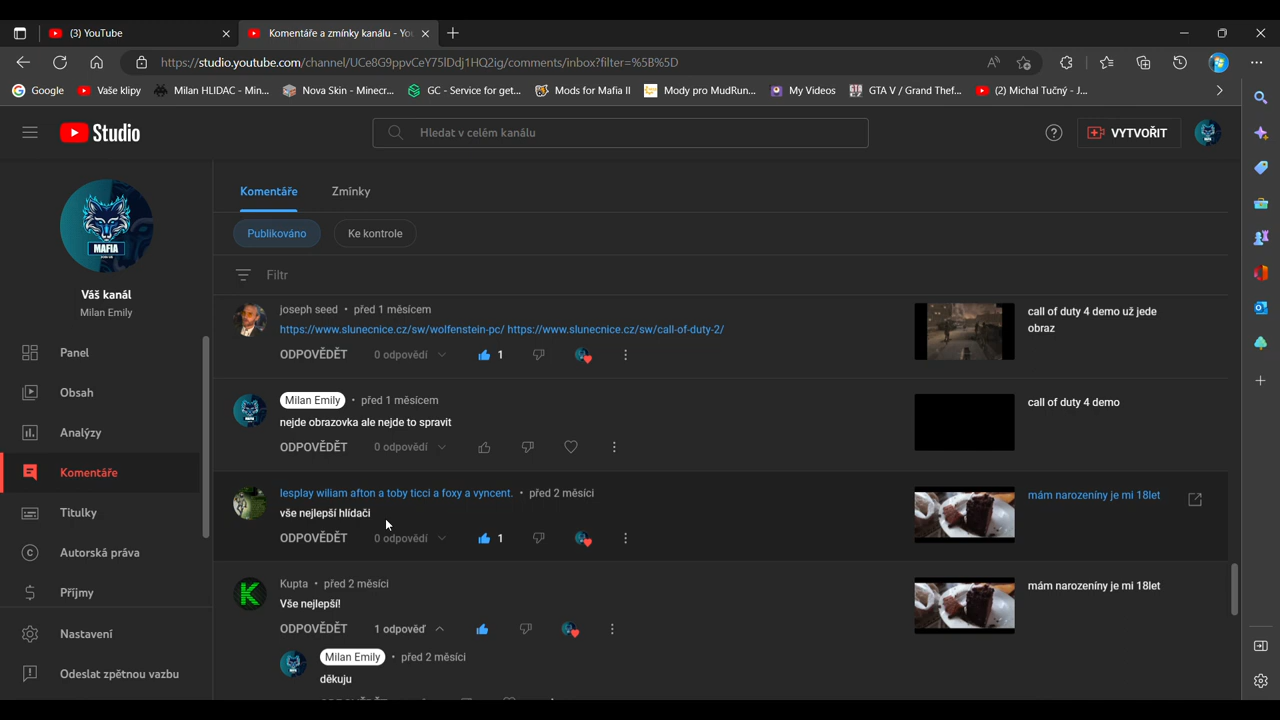 (3) YouTube
Komentáře a zmínky kanálu - You
https://studio.youtube.com/channel/UCe8G9ppvCeY75lDdj1HQ2ig/comments/inbox?filter=%5B%5D
Google
Vaše klipy
Milan HLIDAC - Min...
Nova Skin - Minecr...
GC - Service for get...
Mods for Mafia II
Mody pro MudRun...
My Videos
GTA V / Grand Thef...
(2) Michal Tučný - J...
Studio
Hledat v celém kanálu
VYTVOŘIT
MAFIA
Váš kanál
Milan Emily
Panel
Obsah
Analýzy
Komentáře
Titulky
Autorská práva
Příjmy
Nastavení
Odeslat zpětnou vazbu
Komentáře
Zmínky
Publikováno
Ke kontrole
Filtr
joseph seed • před 1 měsícem
https://www.slunecnice.cz/sw/wolfenstein-pc/ https://www.slunecnice.cz/sw/call-of-duty-2/
ODPOVĚDĚT 0 odpovědí 1
call of duty 4 demo už jede
obraz
Milan Emily • před 1 měsícem
nejde obrazovka ale nejde to spravit
ODPOVĚDĚT 0 odpovědí
call of duty 4 demo
lesplay wiliam afton a toby ticci a foxy a vyncent. • před 2 měsíci
vše nejlepší hlídači
ODPOVĚDĚT 0 odpovědí 1
mám narozeníny je mi 18let
Kupta • před 2 měsíci
Vše nejlepší!
ODPOVĚDĚT 1 odpověď
mám narozeníny je mi 18let
Milan Emily • před 2 měsíci
děkuju